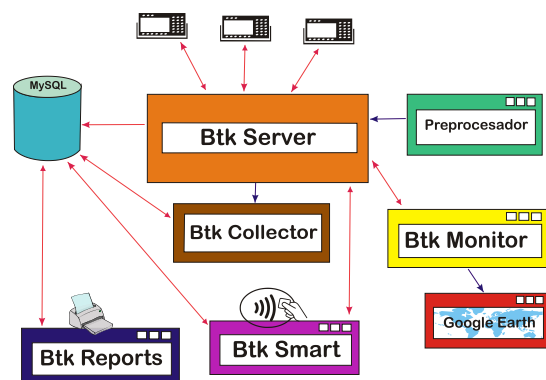 MySQL
Btk Server
Preprocesador
Btk Collector
Btk Monitor
Google Earth
Btk Reports
Btk Smart